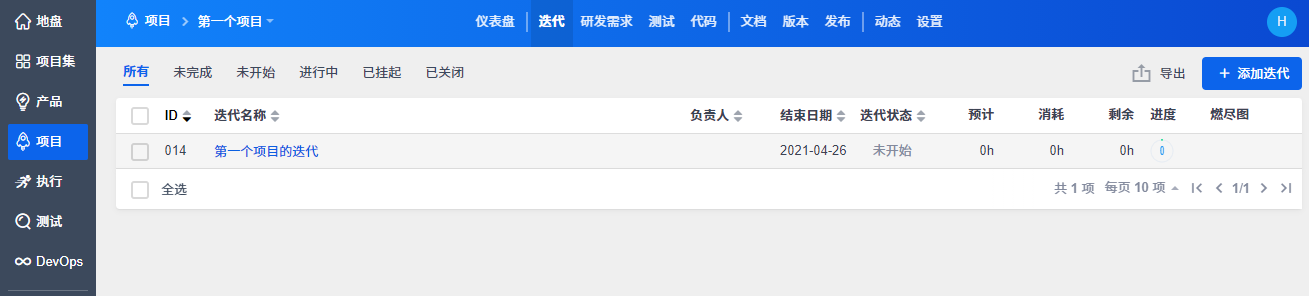 地盘
项目集
产品
项目
执行
测试
DevOps
项目 第一个项目
仪表盘 迭代 研发需求 测试 代码 文档 版本 发布 动态 设置
H
所有 未完成 未开始 进行中 已挂起 已关闭
导出 + 添加迭代
ID 迭代名称 负责人 结束日期 迭代状态 预计 消耗 剩余 进度 燃尽图
014 第一个项目的迭代 2021-04-26 未开始 0h 0h 0h 0
全选 共 1 项 每页 10 项 1/1